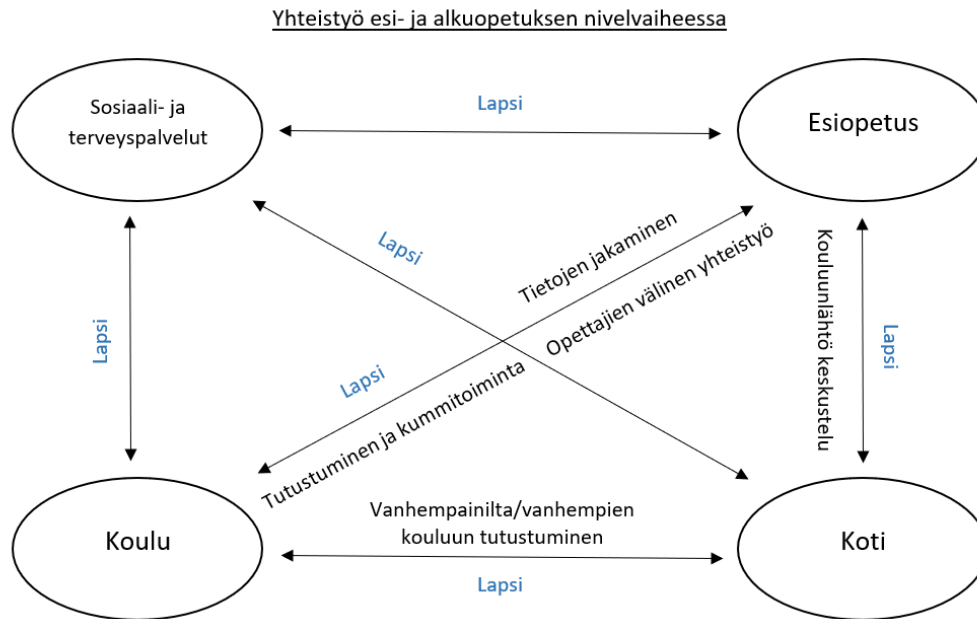 Yhteistyö esi- ja alkuopetuksen nivelvaiheessa
Sosiaali- ja
terveyspalvelut
Lapsi
Esiopetus
Lapsi
Tietojen jakaminen
Opettajien välinen yhteistyö
Kouluunlähtö keskustelu
Lapsi
Lapsi
Lapsi
Tutustuminen ja kummitoiminta
Koulu
Vanhempainilta/vanhempien
kouluun tutustuminen
Lapsi
Koti